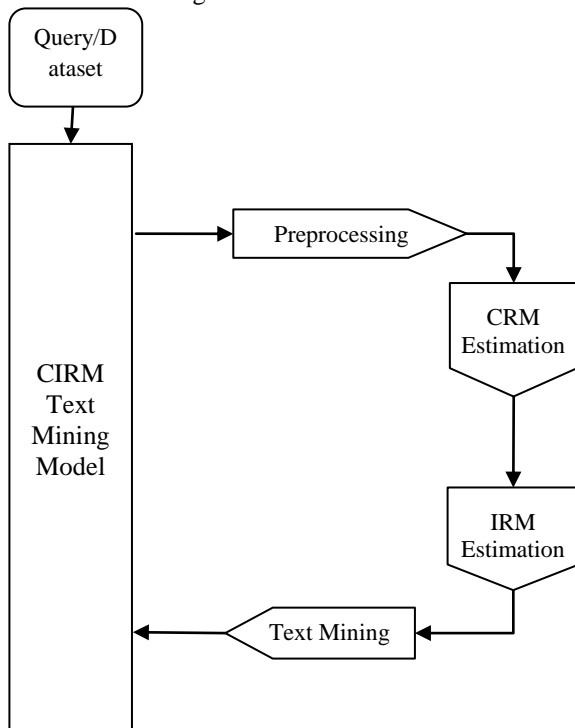 Query/D
ataset
Preprocessing
CRM
Estimation
CIRM
Text
Mining
Model
IRM
Estimation
Text Mining